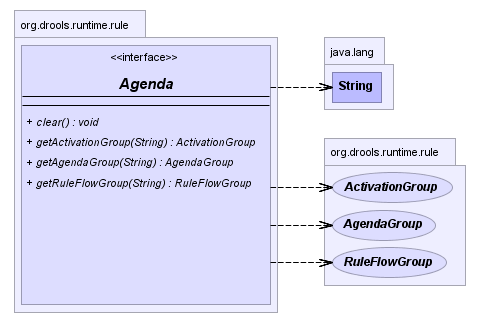 org.drools.runtime.rule
<<interface>>
Agenda
+ clear() : void
+ getActivationGroup(String) : ActivationGroup
+ getAgendaGroup(String) : AgendaGroup
+ getRuleFlowGroup(String) : RuleFlowGroup
java.lang
String
org.drools.runtime.rule
ActivationGroup
AgendaGroup
RuleFlowGroup